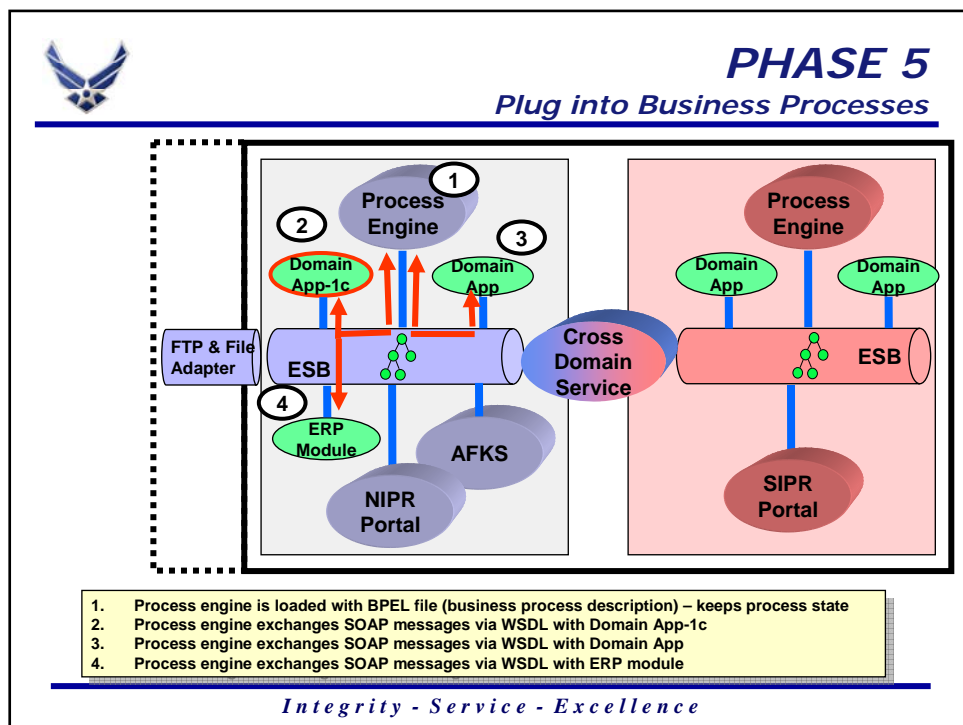 PHASE 5
Plug into Business Processes
1
Process
Engine
2
3
Domain
App-1c
Domain
App
FTP & File
Adapter
ESB
4
ERP
Module
AFKS
NIPR
Portal
Cross
Domain
Service
Process
Engine
Domain
App
Domain
App
ESB
SIPR
Portal
1. Process engine is loaded with BPEL file (business process description) – keeps process state
2. Process engine exchanges SOAP messages via WSDL with Domain App-1c
3. Process engine exchanges SOAP messages via WSDL with Domain App
4. Process engine exchanges SOAP messages via WSDL with ERP module
Integrity - Service - Excellence